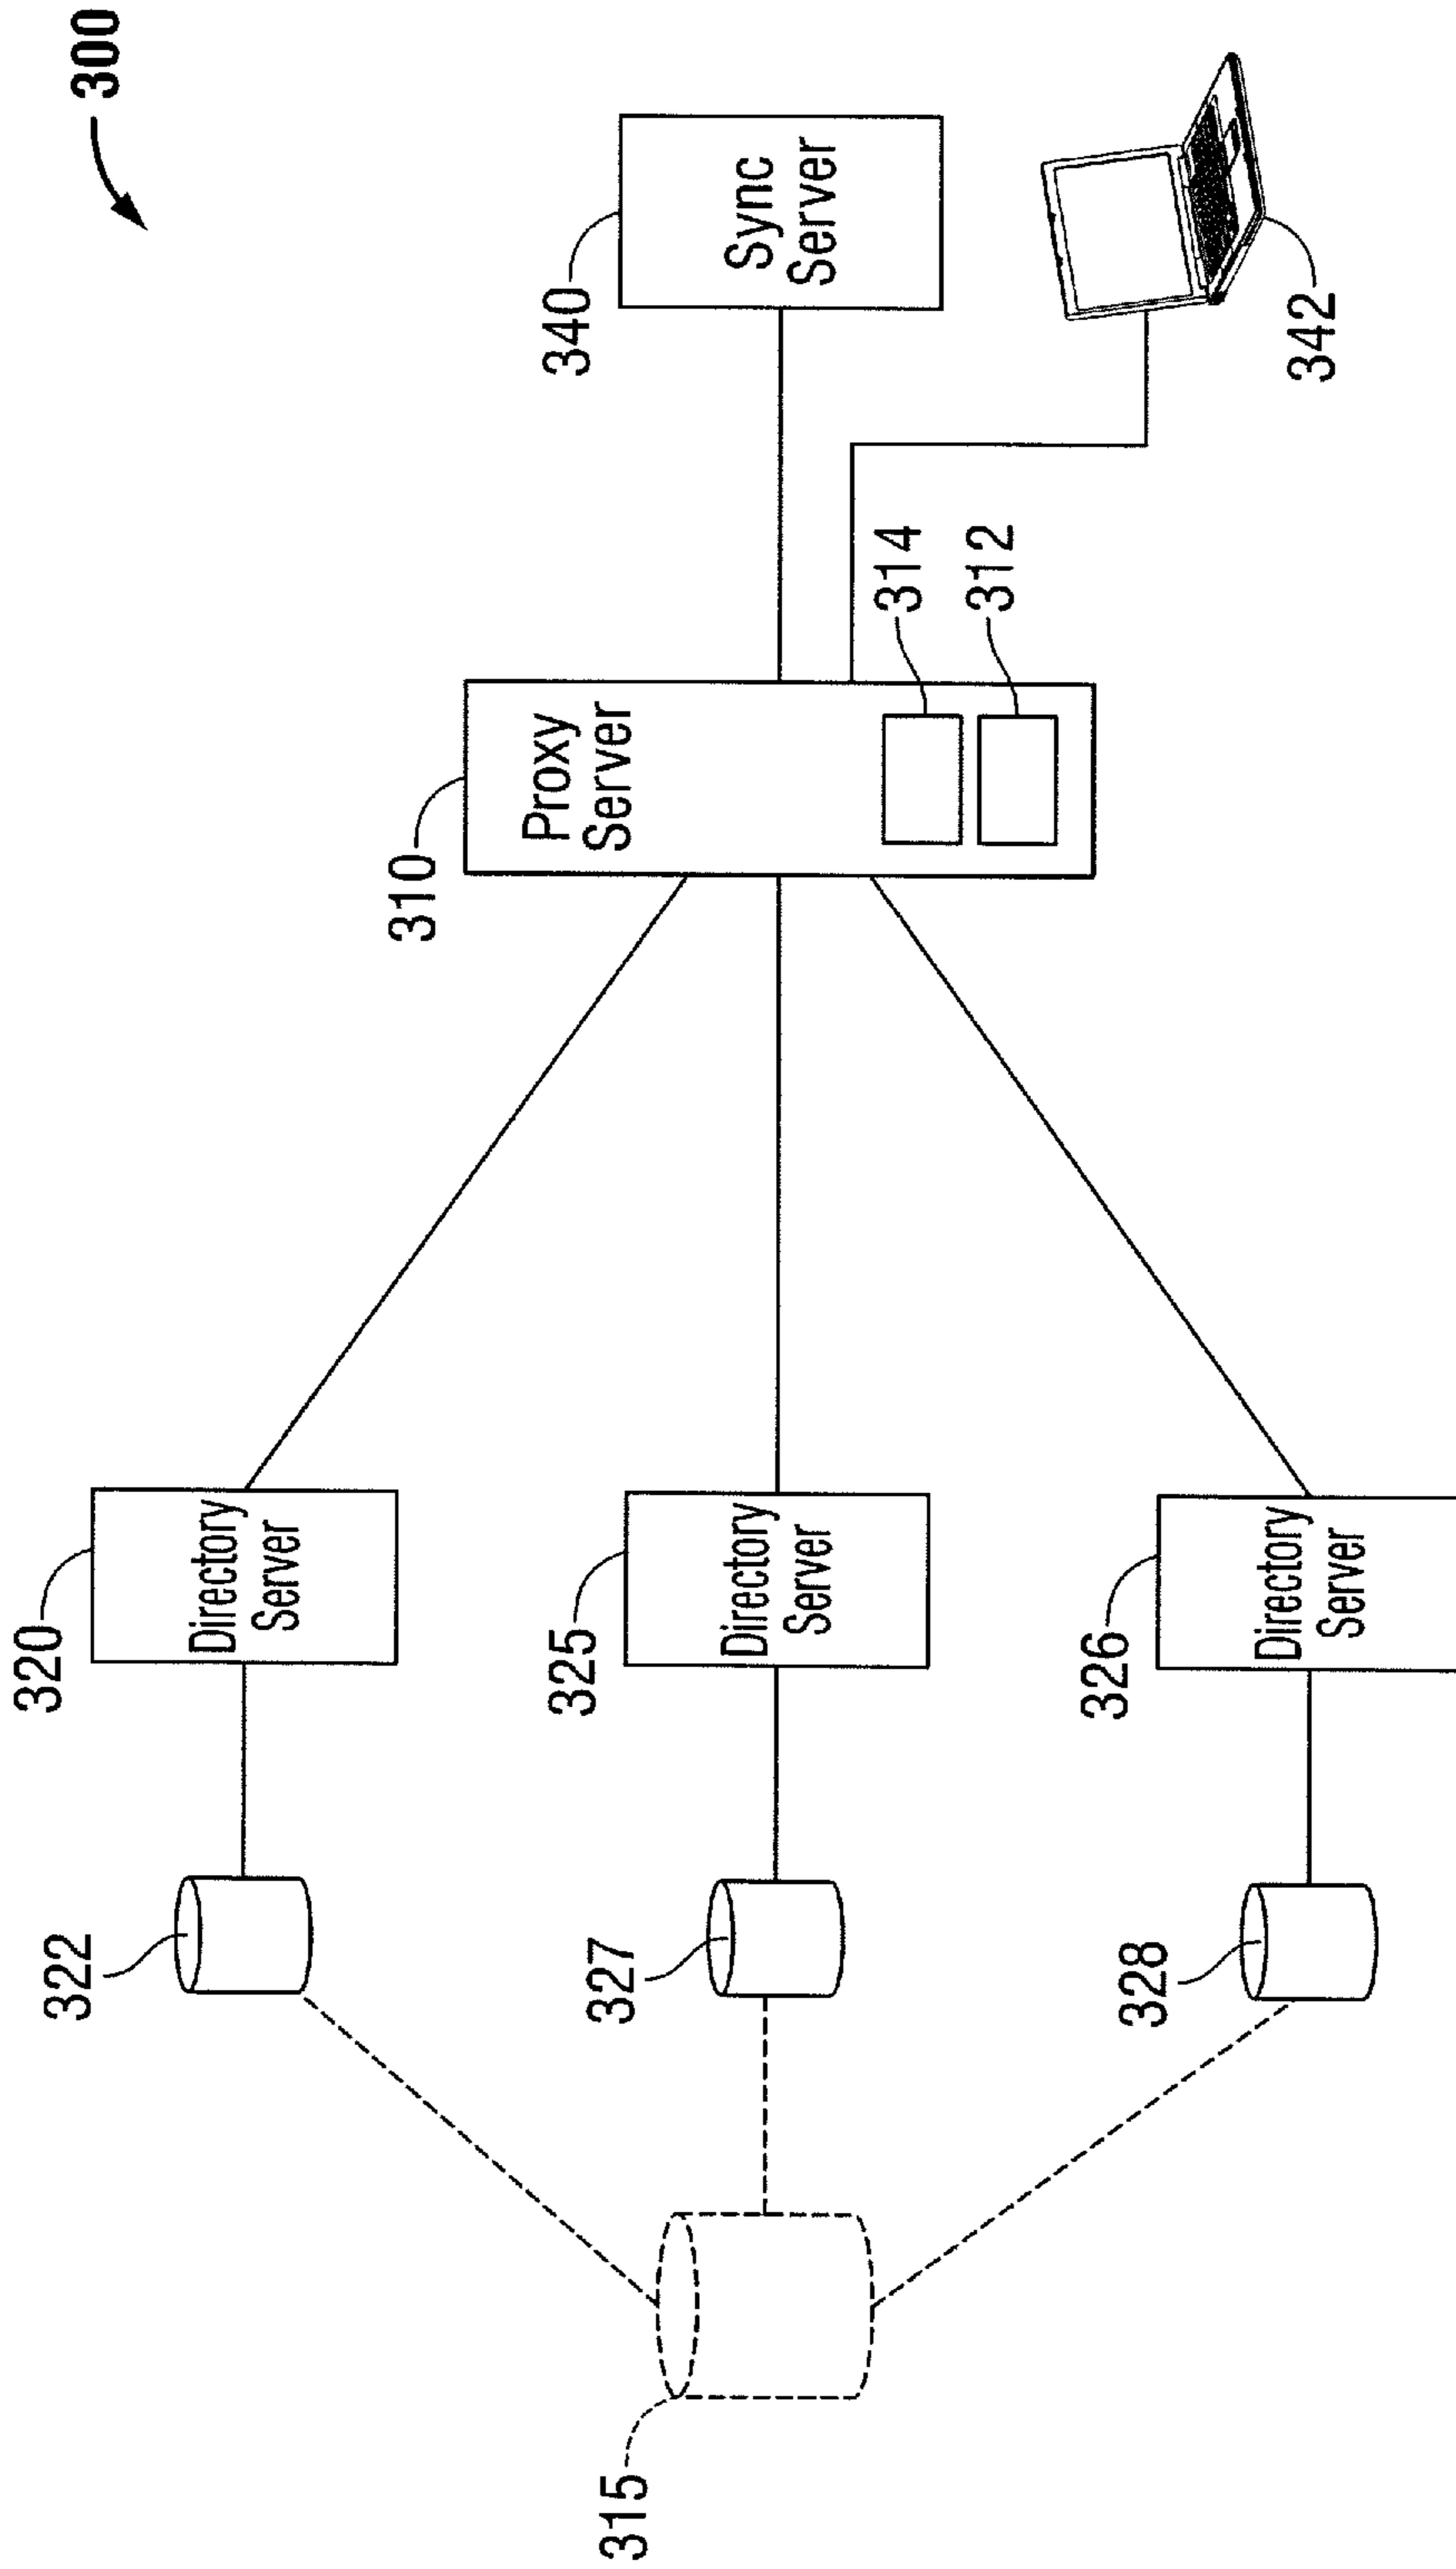 300
315
322
327
328
320
Directory
Server
325
Directory
Server
326
Directory
Server
310
Proxy
Server
314
312
340
Sync
Server
342